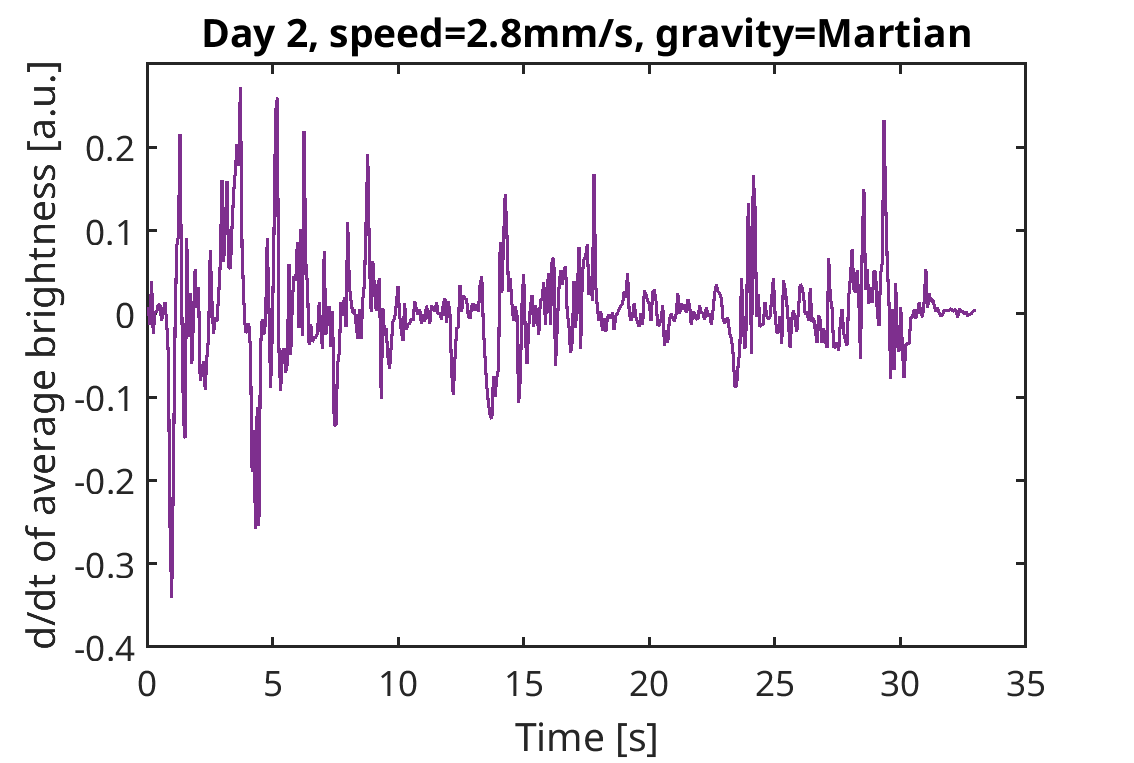 Day 2, speed=2.8mm/s, gravity=Martian
d/dt of average brightness [a.u.]
0.2
0.1
0
-0.1
-0.2
-0.3
-0.4
0 5 10 15 20 25 30 35
Time [s]